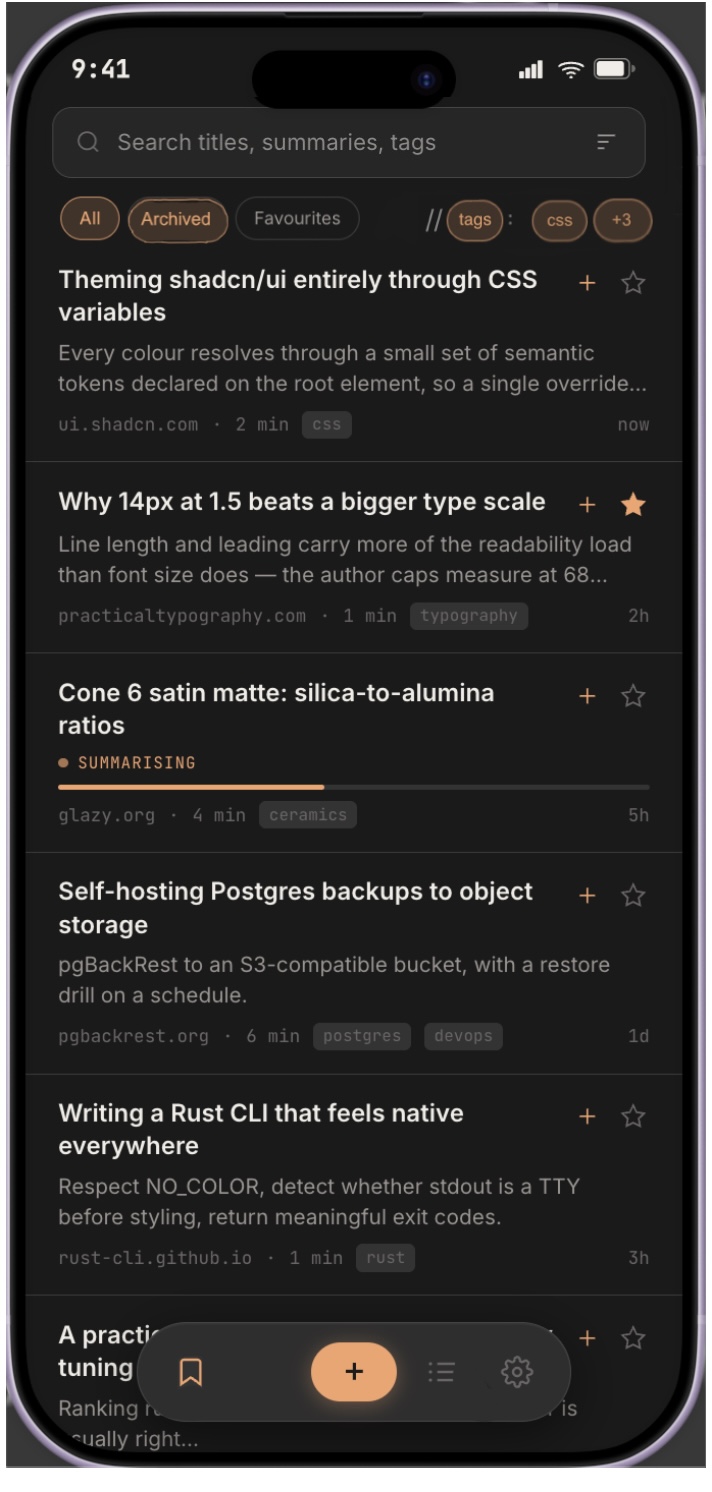 9:41
Search titles, summaries, tags
All Archived Favourites // tags : css +3
Theming shadcn/ui entirely through CSS
variables
Every colour resolves through a small set of semantic
tokens declared on the root element, so a single override...
ui.shadcn.com · 2 min css now
Why 14px at 1.5 beats a bigger type scale
Line length and leading carry more of the readability load
than font size does — the author caps measure at 68...
practicaltypography.com · 1 min typography 2h
Cone 6 satin matte: silica-to-alumina
ratios
SUMMARISING
glazy.org · 4 min ceramics 5h
Self-hosting Postgres backups to object
storage
pgBackRest to an S3-compatible bucket, with a restore
drill on a schedule.
pgbackrest.org · 6 min postgres devops 1d
Writing a Rust CLI that feels native
everywhere
Respect NO_COLOR, detect whether stdout is a TTY
before styling, return meaningful exit codes.
rust-cli.github.io · 1 min rust 3h
A
tuning
Ranking is
right...